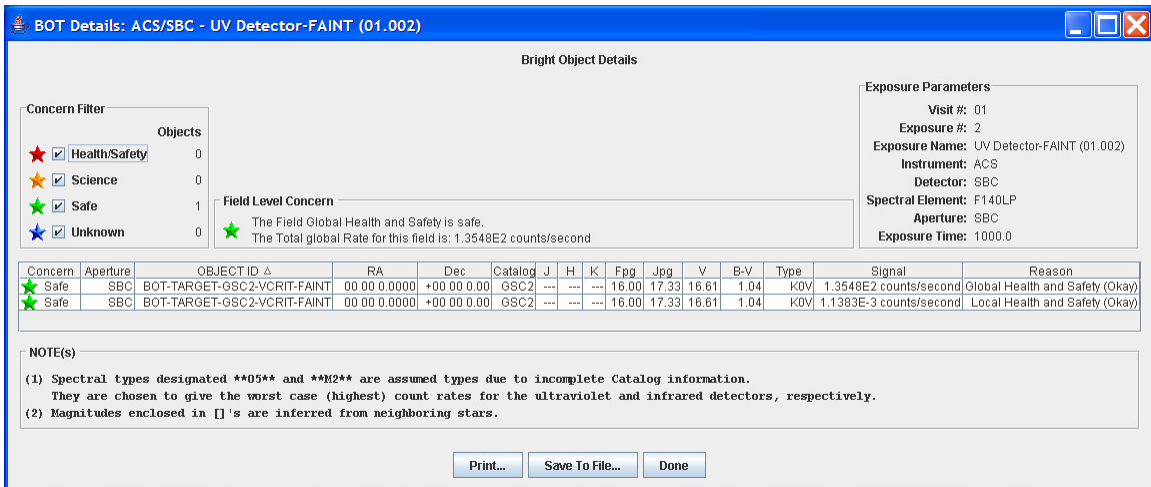 BOT Details: ACS/SBC - UV Detector-FAINT (01.002)
Bright Object Details
Concern Filter
Objects
Health/Safety 0
Science 0
Safe 1
Unknown 0
Field Level Concern
The Field Global Health and Safety is safe.
The Total global Rate for this field is: 1.3548E2 counts/second
Exposure Parameters
Visit #: 01
Exposure #: 2
Exposure Name: UV Detector-FAINT (01.002)
Instrument: ACS
Detector: SBC
Spectral Element: F140LP
Aperture: SBC
Exposure Time: 1000.0
Concern Aperture OBJECT ID △ RA Dec Catalog J H K Fpg Jpg V B-V Type Signal Reason
Safe SBC BOT-TARGET-GSC2-VCRIT-FAINT 00 00 0.0000 +00 00 0.00 GSC2 --- --- --- 16.00 17.33 16.61 1.04 K0V 1.3548E2 counts/second Global Health and Safety (Okay)
Safe SBC BOT-TARGET-GSC2-VCRIT-FAINT 00 00 0.0000 +00 00 0.00 GSC2 --- --- --- 16.00 17.33 16.61 1.04 K0V 1.1383E-3 counts/second Local Health and Safety (Okay)
NOTE(s)
(1) Spectral types designated **O5** and **M2** are assumed types due to incomplete Catalog information.
They are chosen to give the worst case (highest) count rates for the ultraviolet and infrared detectors, respectively.
(2) Magnitudes enclosed in []'s are inferred from neighboring stars.
Print... Save To File... Done